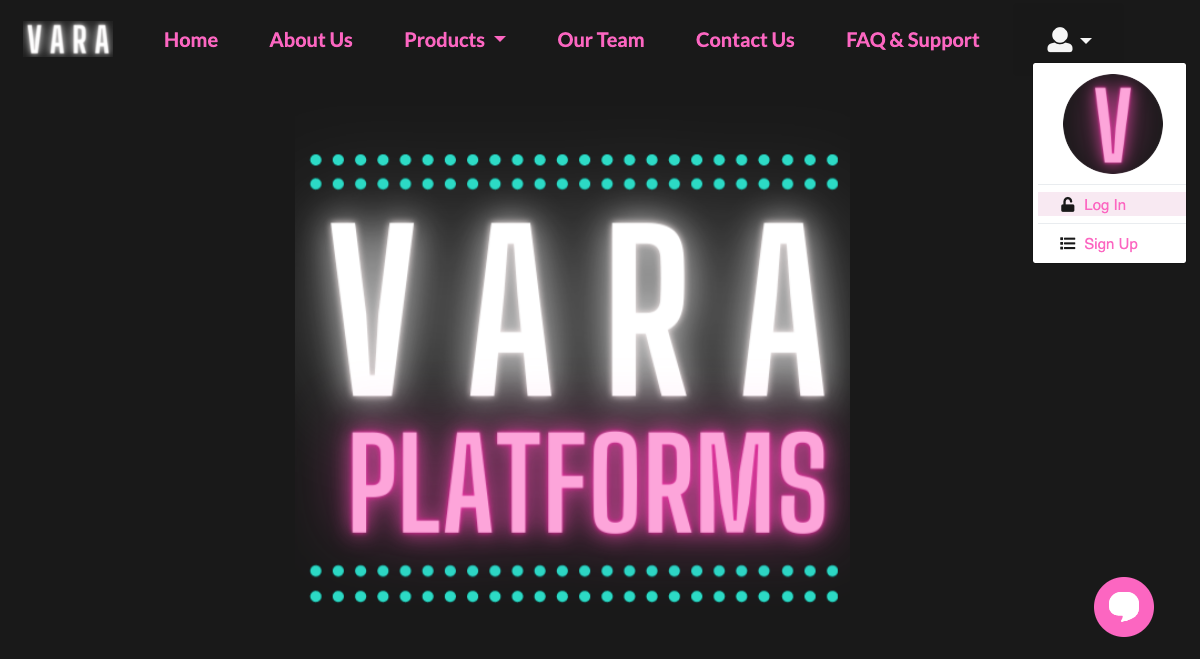 VARA
Home
About Us
Products
Our Team
Contact Us
FAQ & Support
V
Log In
Sign Up
VARA
PLATFORMS